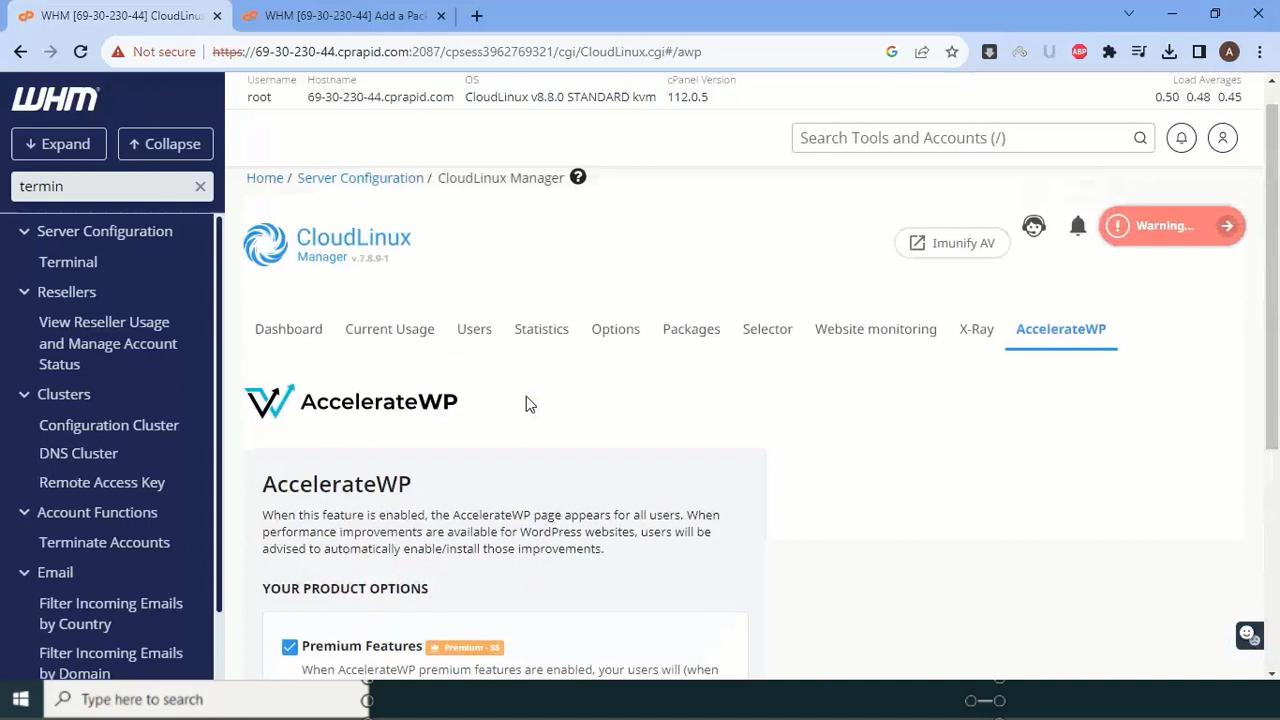 WHM [69-30-230-44] CloudLinux
WHM [69-30-230-44] Add a Pack
Not secure
https://69-30-230-44.cprapid.com:2087/cpsess3962769321/cgi/CloudLinux.cgi#/awp
ABP
A
WHM
Expand
Collapse
termin
Server Configuration
Terminal
Resellers
View Reseller Usage
and Manage Account
Status
Clusters
Configuration Cluster
DNS Cluster
Remote Access Key
Account Functions
Terminate Accounts
Email
Filter Incoming Emails
by Country
Filter Incoming Emails
by Domain
Username
Hostname
OS
cPanel Version
Load Averages
root
69-30-230-44.cprapid.com
CloudLinux v8.8.0 STANDARD kvm
112.0.5
0.50 0.48 0.45
Search Tools and Accounts (/)
Home / Server Configuration / CloudLinux Manager
CloudLinux
Manager v.7.8.9-1
Imunify AV
Warning...
Dashboard
Current Usage
Users
Statistics
Options
Packages
Selector
Website monitoring
X-Ray
AccelerateWP
AccelerateWP
AccelerateWP
When this feature is enabled, the AccelerateWP page appears for all users. When
performance improvements are available for WordPress websites, users will be
advised to automatically enable/install those improvements.
YOUR PRODUCT OPTIONS
Premium Features Premium - $$
When AccelerateWP premium features are enabled, your users will (when
Type here to search